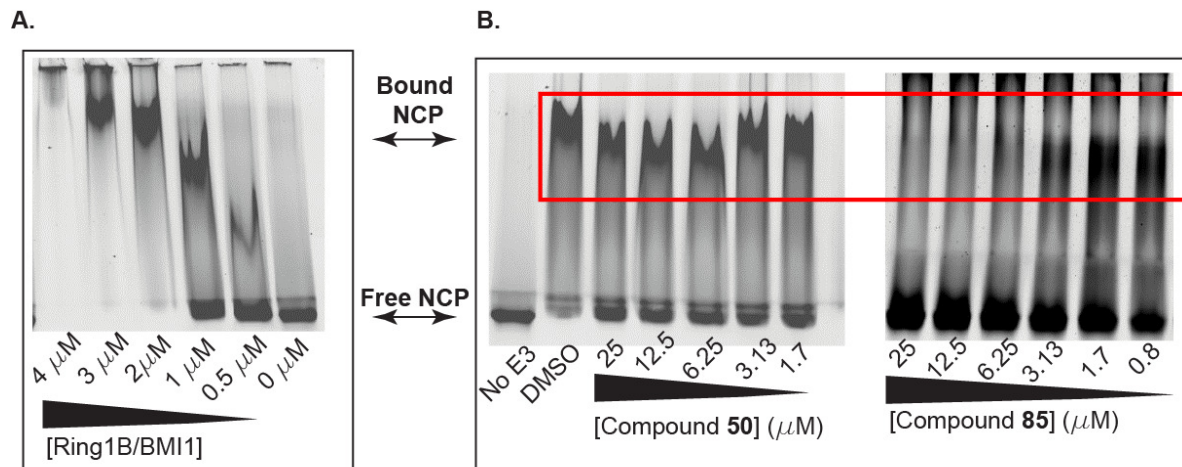 A.
B.
Bound
NCP
Free NCP
4 μM
3 μM
2μM
1 μM
0.5 μM
0 μM
[Ring1B/BMI1]
No E3
DMSO
25
12.5
6.25
3.13
1.7
[Compound 50] (μM)
25
12.5
6.25
3.13
1.7
0.8
[Compound 85] (μM)